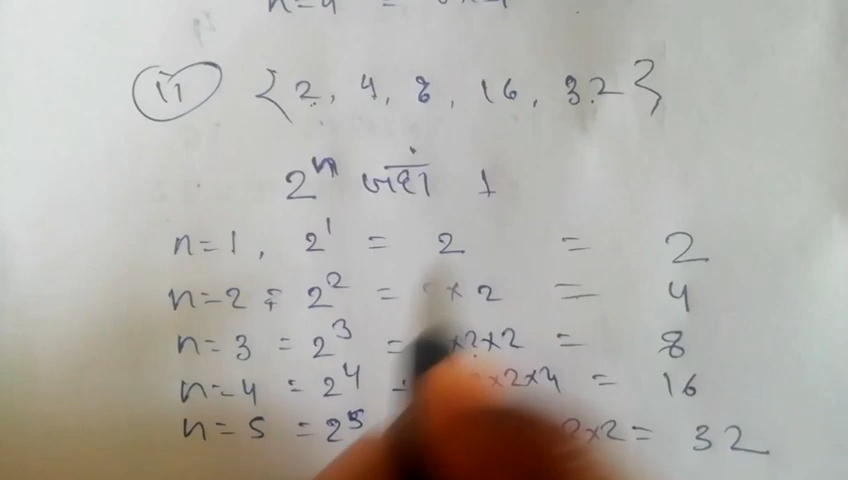 (ii) {2, 4, 8, 16, 32}
2ⁿ જ્યાં 1
n=1, 2¹ = 2 = 2
n=2 = 2² = ×2 = 4
n=3 = 2³ = ×2×2 = 8
n=4 = 2⁴ ×2×4 = 16
n=5 = 2⁵ 2×2= 32